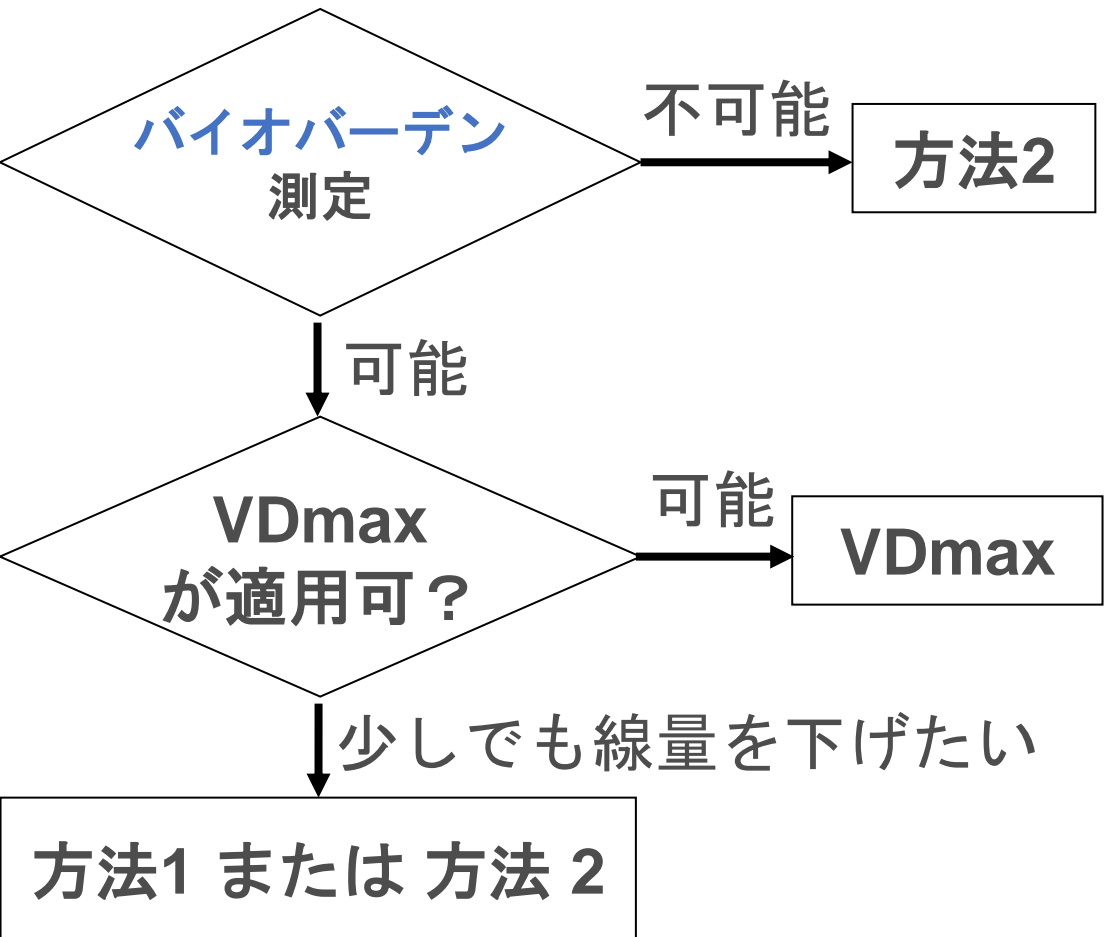 バイオバーデン
測定
不可能
方法2
可能
VDmax
が適用可？
可能
VDmax
少しでも線量を下げたい
方法1 または 方法 2